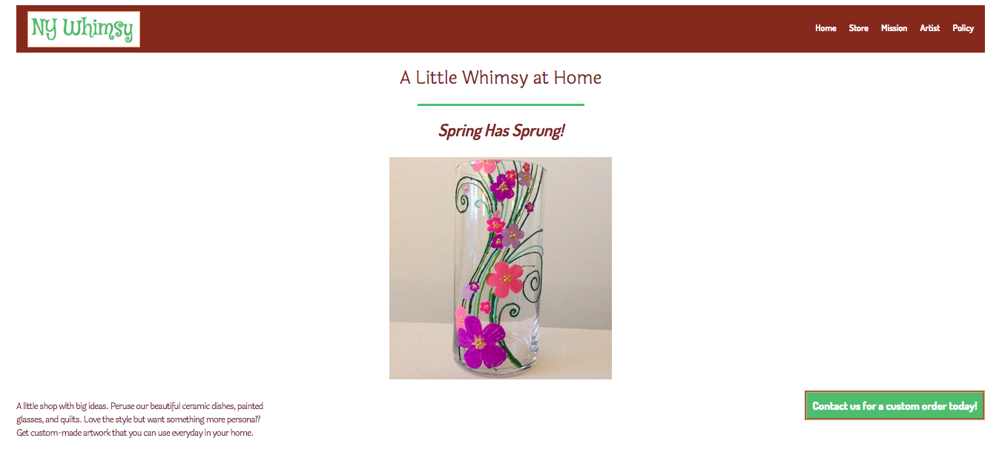 NY Whimsy
Home Store Mission Artist Policy
A Little Whimsy at Home
Spring Has Sprung!
A little shop with big ideas. Peruse our beautiful ceramic dishes, painted
glasses, and quilts. Love the style but want something more personal?
Get custom-made artwork that you can use everyday in your home.
Contact us for a custom order today!